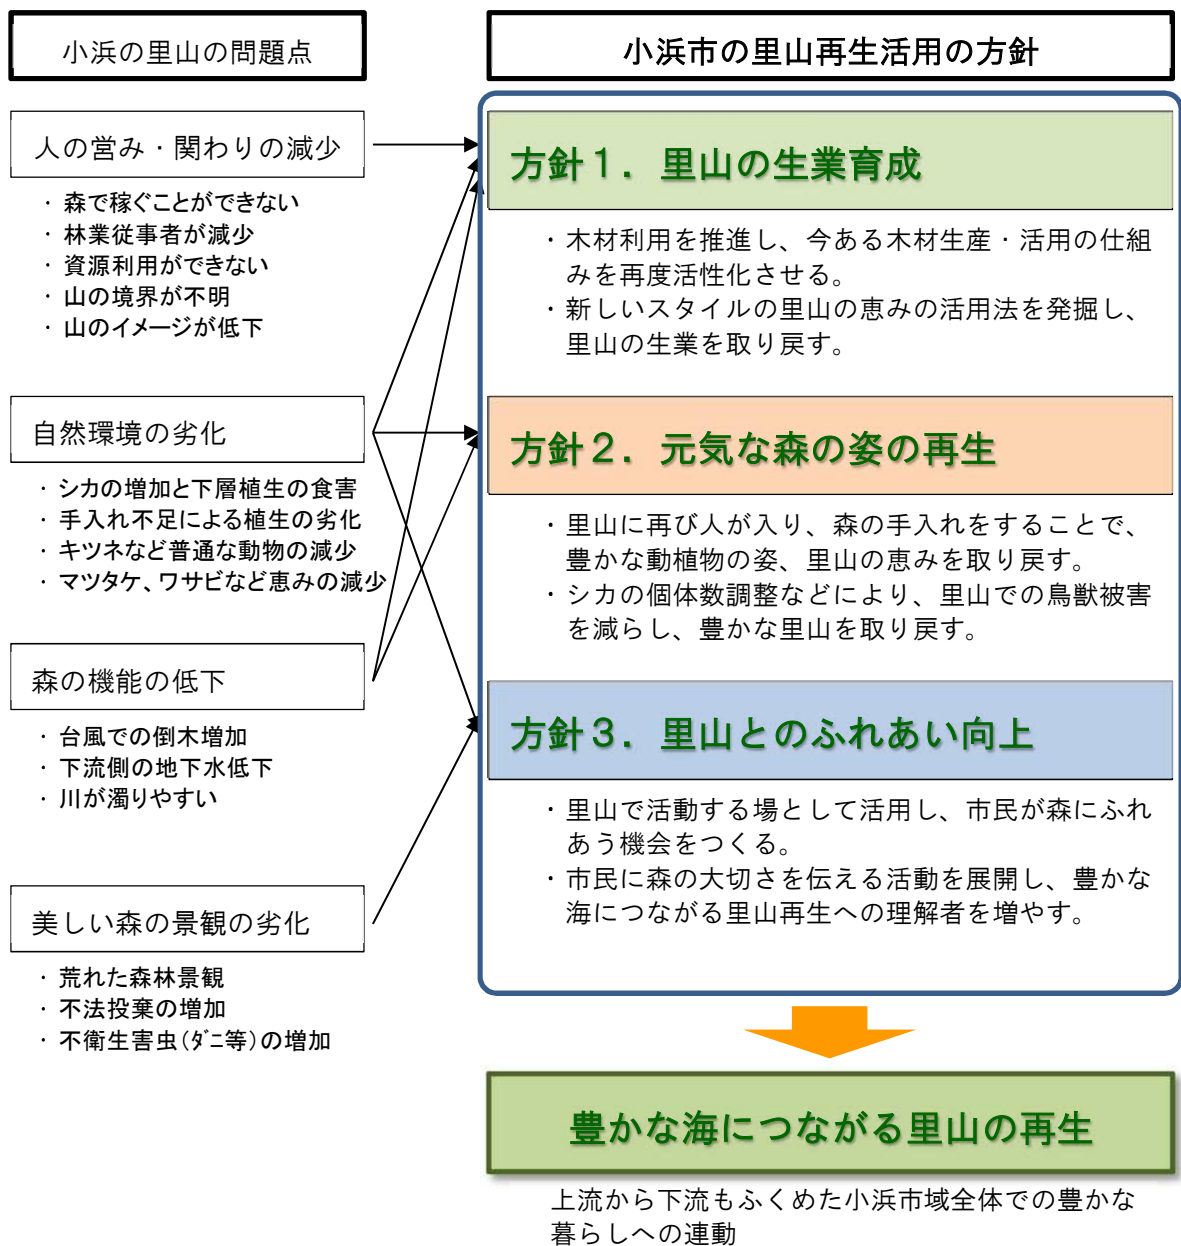 小浜の里山の問題点
人の営み・関わりの減少
・森で稼ぐことができない
・林業従事者が減少
・資源利用ができない
・山の境界が不明
・山のイメージが低下
自然環境の劣化
・シカの増加と下層植生の食害
・手入れ不足による植生の劣化
・キツネなど普通な動物の減少
・マツタケ、ワサビなど恵みの減少
森の機能の低下
・台風での倒木増加
・下流側の地下水低下
・川が濁りやすい
美しい森の景観の劣化
・荒れた森林景観
・不法投棄の増加
・不衛生害虫(ﾀﾞﾆ等)の増加
小浜市の里山再生活用の方針
方針１．里山の生業育成
・木材利用を推進し、今ある木材生産・活用の仕組
みを再度活性化させる。
・新しいスタイルの里山の恵みの活用法を発掘し、
里山の生業を取り戻す。
方針２．元気な森の姿の再生
・里山に再び人が入り、森の手入れをすることで、
豊かな動植物の姿、里山の恵みを取り戻す。
・シカの個体数調整などにより、里山での鳥獣被害
を減らし、豊かな里山を取り戻す。
方針３．里山とのふれあい向上
・里山で活動する場として活用し、市民が森にふれ
あう機会をつくる。
・市民に森の大切さを伝える活動を展開し、豊かな
海につながる里山再生への理解者を増やす。
豊かな海につながる里山の再生
上流から下流もふくめた小浜市域全体での豊かな
暮らしへの連動